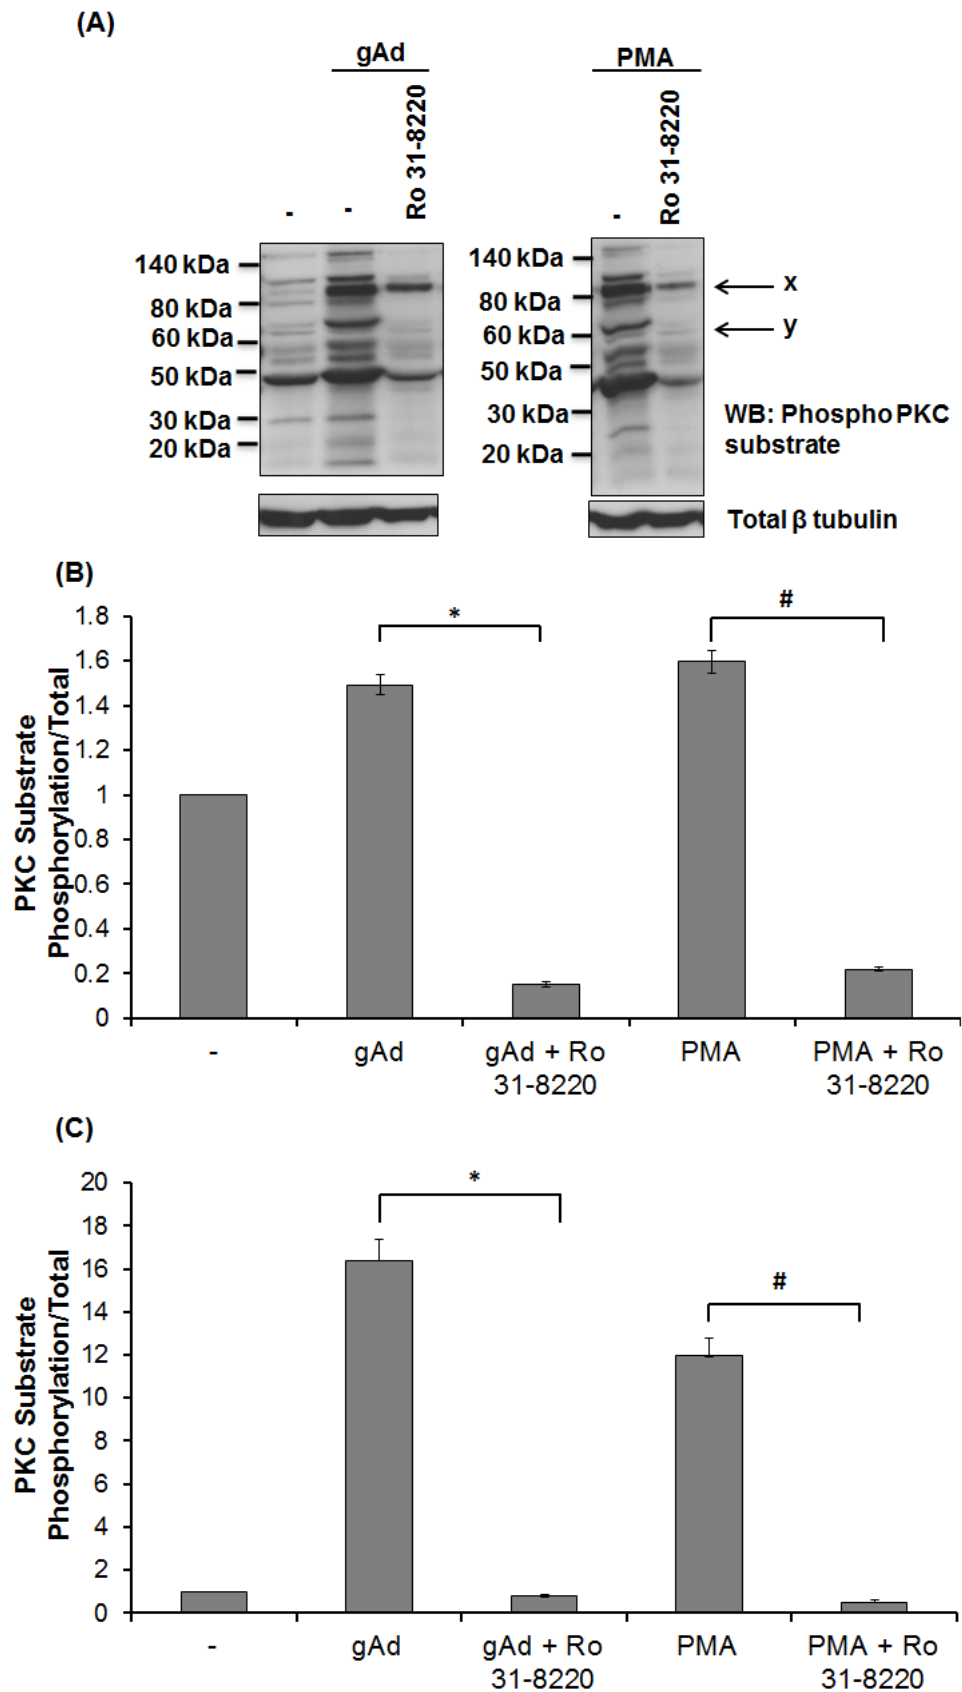 (A)
gAd
PMA
-
-
Ro 31-8220
-
Ro 31-8220
140 kDa
80 kDa
60 kDa
50 kDa
30 kDa
20 kDa
140 kDa
80 kDa
60 kDa
50 kDa
30 kDa
20 kDa
x
y
WB: Phospho PKC
substrate
Total β tubulin
(B)
PKC Substrate
Phosphorylation/Total
1.8
1.6
1.4
1.2
1
0.8
0.6
0.4
0.2
0
*
#
-
gAd
gAd + Ro
31-8220
PMA
PMA + Ro
31-8220
(C)
PKC Substrate
Phosphorylation/Total
20
18
16
14
12
10
8
6
4
2
0
*
#
-
gAd
gAd + Ro
31-8220
PMA
PMA + Ro
31-8220